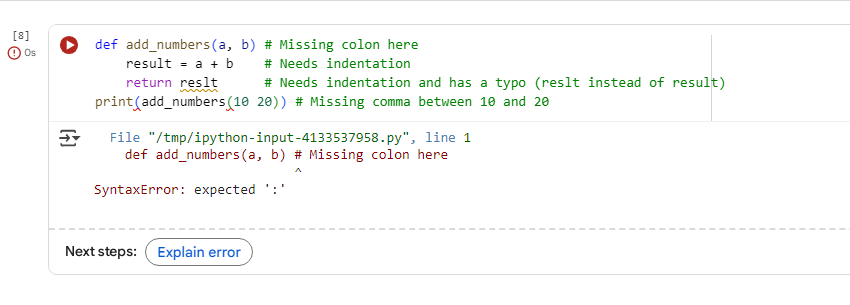 [8]
0s
def add_numbers(a, b) # Missing colon here
    result = a + b    # Needs indentation
    return reslt      # Needs indentation and has a typo (reslt instead of result)
print(add_numbers(10 20)) # Missing comma between 10 and 20
  File "/tmp/ipython-input-4133537958.py", line 1
    def add_numbers(a, b) # Missing colon here
                          ^
SyntaxError: expected ':'
Next steps: Explain error